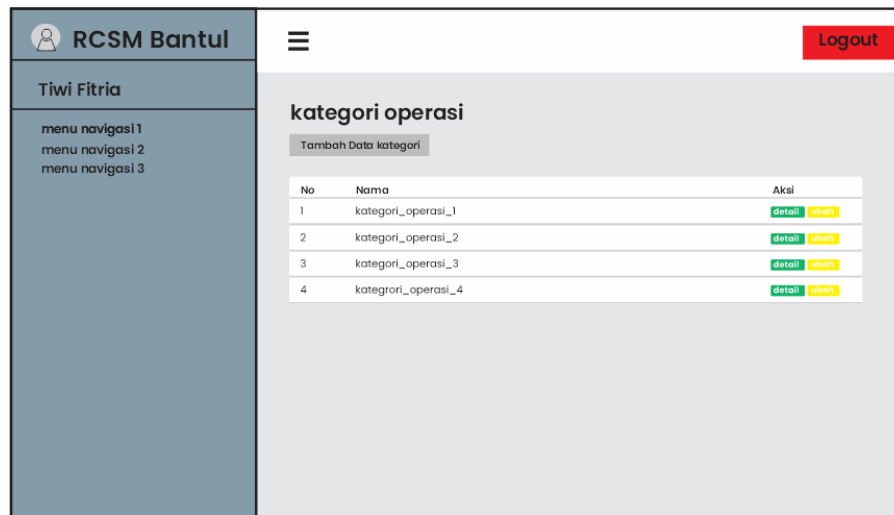 RCSM Bantul
Logout
Tiwi Fitria
menu navigasi 1
menu navigasi 2
menu navigasi 3
kategori operasi
Tambah Data kategori
No Nama Aksi
1 kategori_operasi_1 detail ubah
2 kategori_operasi_2 detail ubah
3 kategori_operasi_3 detail ubah
4 kategrori_operasi_4 detail ubah